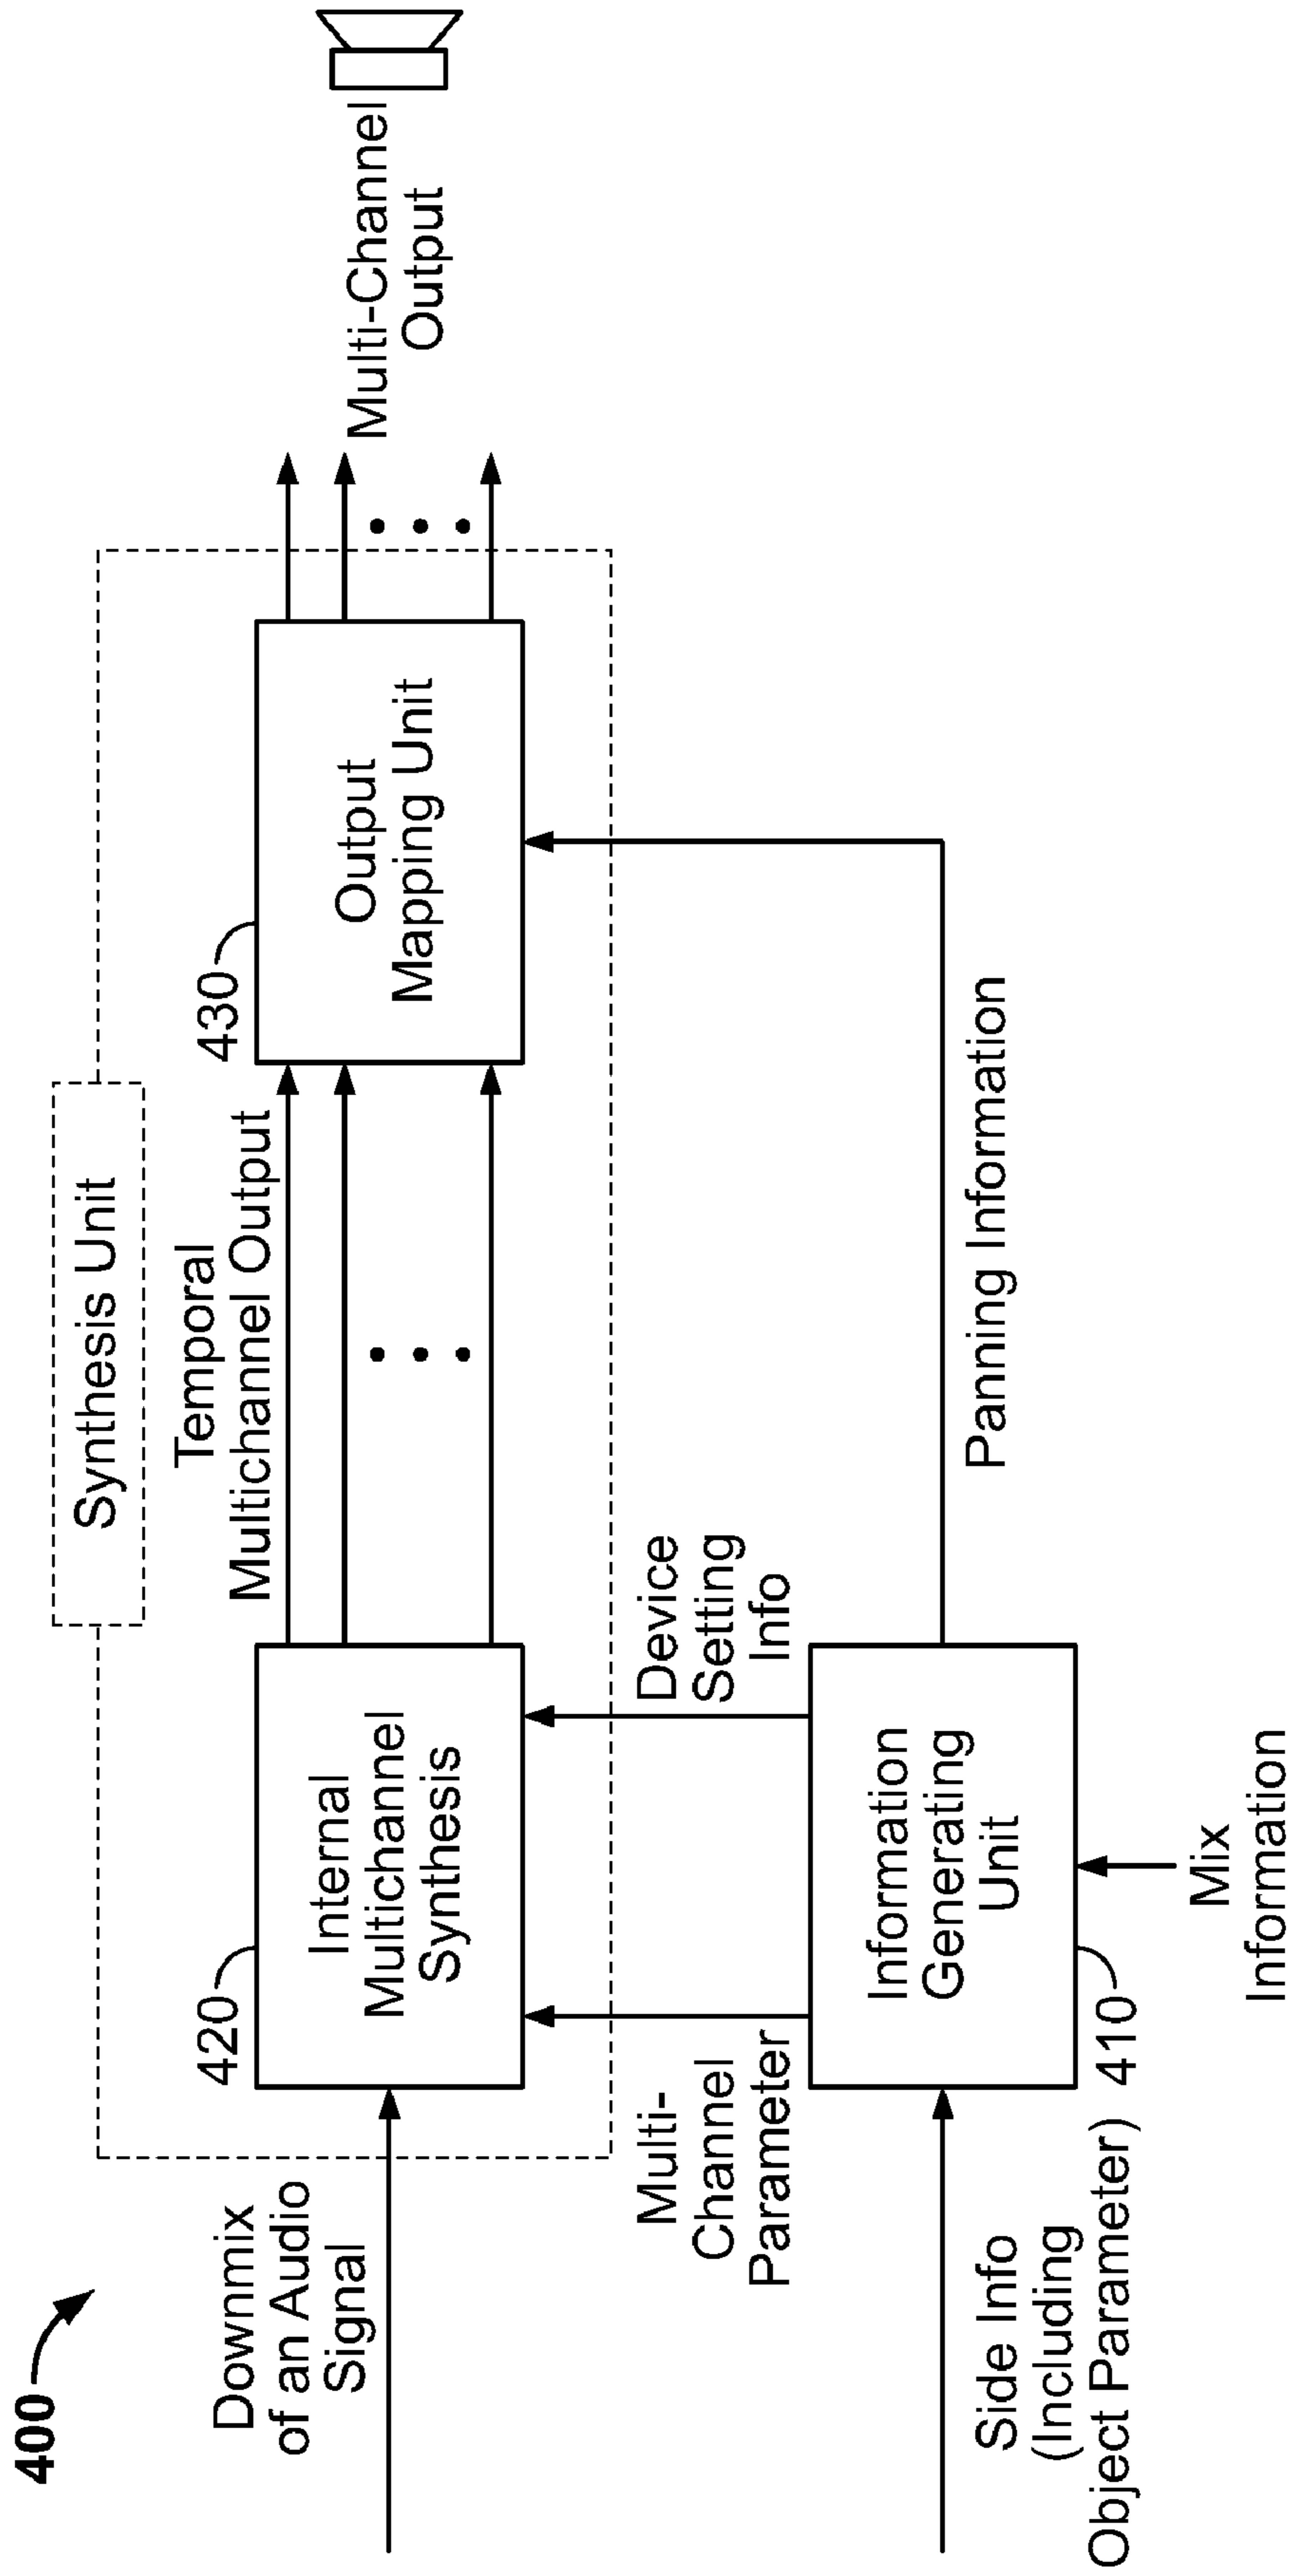 400
Synthesis Unit
Downmix
of an Audio
Signal
420
Internal
Multichannel
Synthesis
Temporal
Multichannel Output
430
Output
Mapping Unit
Multi-Channel
Output
Multi-
Channel
Parameter
Device
Setting
Info
Side Info
(Including
Object Parameter)
410
Information
Generating
Unit
Panning Information
Mix
Information